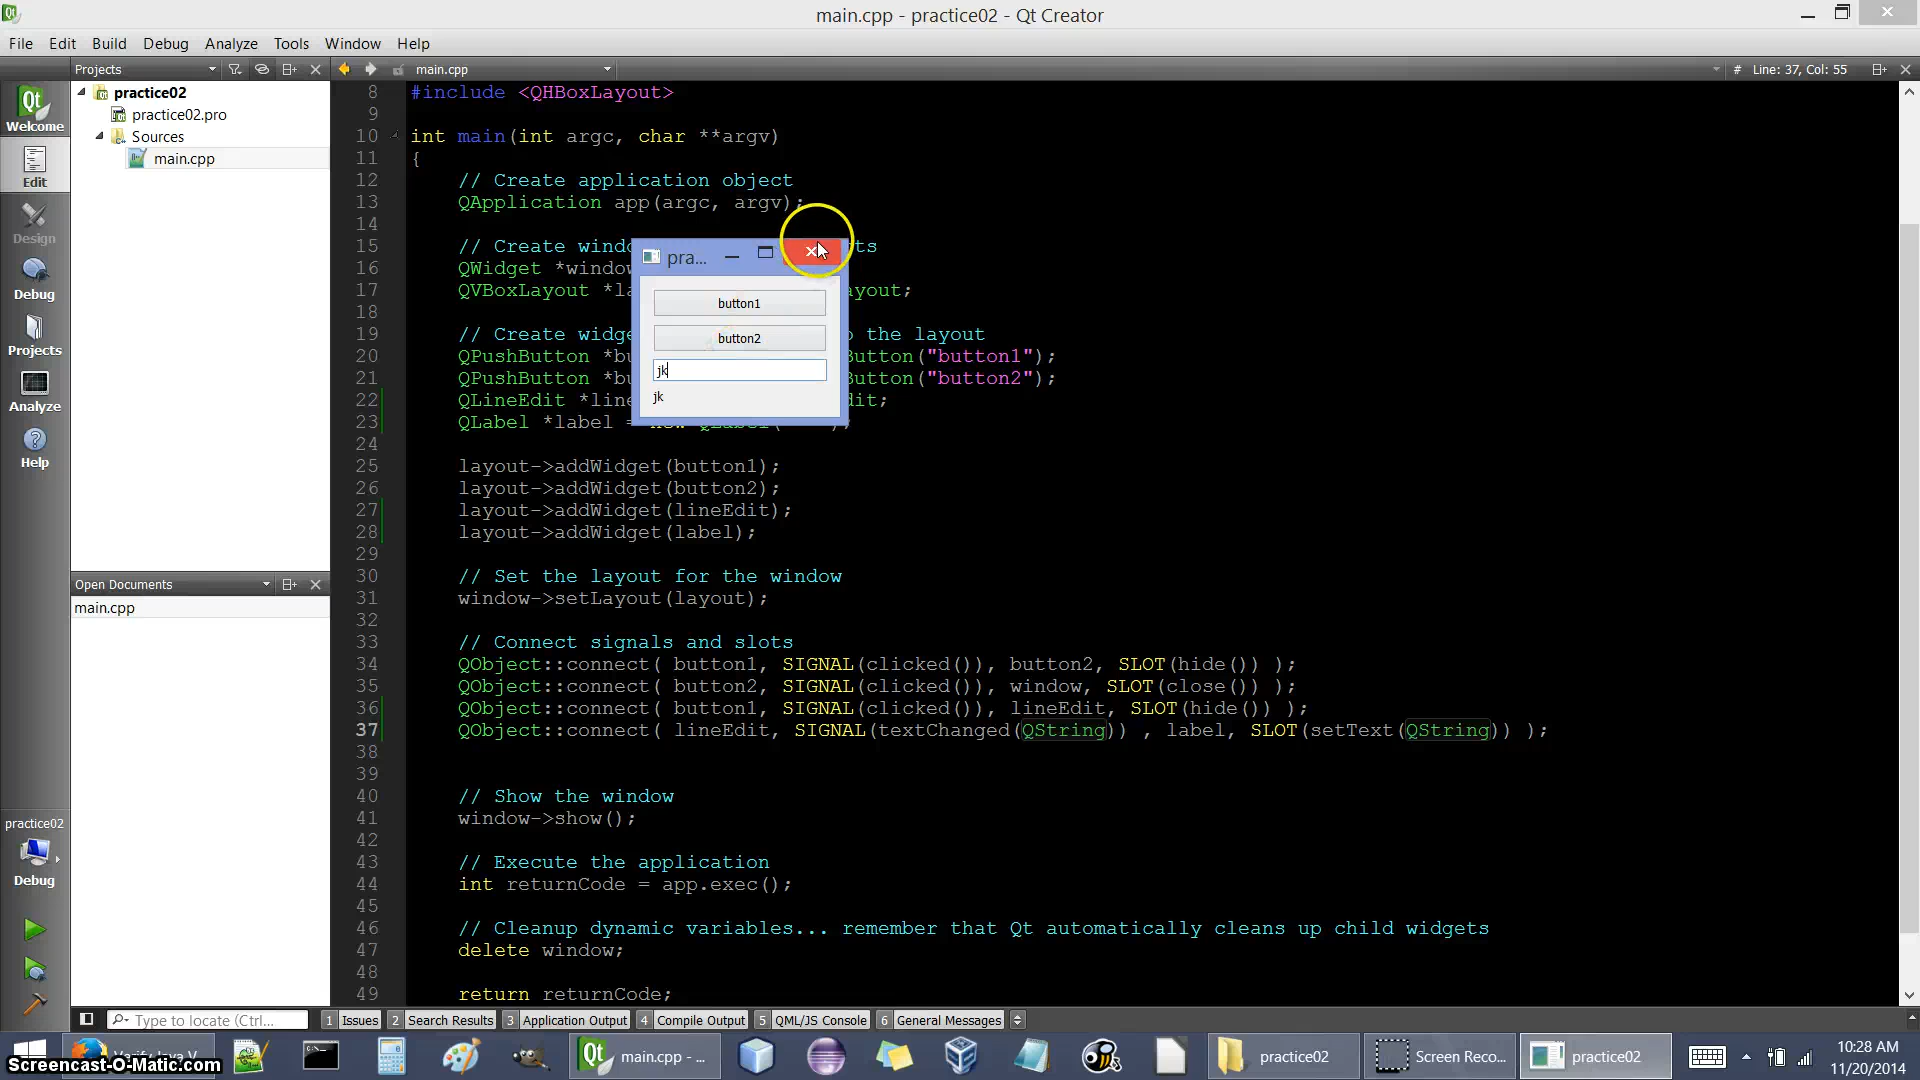 main.cpp - practice02 - Qt Creator
File Edit Build Debug Analyze Tools Window Help
Projects
main.cpp
# Line: 37, Col: 55
practice02
practice02.pro
Sources
main.cpp
Welcome
Edit
Design
Debug
Projects
Analyze
Help
Open Documents
main.cpp
8 #include <QHBoxLayout>
9
10 int main(int argc, char **argv)
11 {
12 // Create application object
13 QApplication app(argc, argv);
14
15 // Create windo ts
16 QWidget *window
17 QVBoxLayout *la ayout;
18
19 // Create widge o the layout
20 QPushButton *bu Button("button1");
21 QPushButton *bu Button("button2");
22 QLineEdit *line dit;
23 QLabel *label =
24
25 layout->addWidget(button1);
26 layout->addWidget(button2);
27 layout->addWidget(lineEdit);
28 layout->addWidget(label);
29
30 // Set the layout for the window
31 window->setLayout(layout);
32
33 // Connect signals and slots
34 QObject::connect( button1, SIGNAL(clicked()), button2, SLOT(hide()) );
35 QObject::connect( button2, SIGNAL(clicked()), window, SLOT(close()) );
36 QObject::connect( button1, SIGNAL(clicked()), lineEdit, SLOT(hide()) );
37 QObject::connect( lineEdit, SIGNAL(textChanged(QString)) , label, SLOT(setText(QString)) );
38
39
40 // Show the window
41 window->show();
42
43 // Execute the application
44 int returnCode = app.exec();
45
46 // Cleanup dynamic variables... remember that Qt automatically cleans up child widgets
47 delete window;
48
49 return returnCode;
pra...
button1
button2
jk
jk
practice02
Debug
Type to locate (Ctrl... 1 Issues 2 Search Results 3 Application Output 4 Compile Output 5 QML/JS Console 6 General Messages
main.cpp - ...
practice02
Screen Reco...
practice02
10:28 AM
11/20/2014
Screencast-O-Matic.com